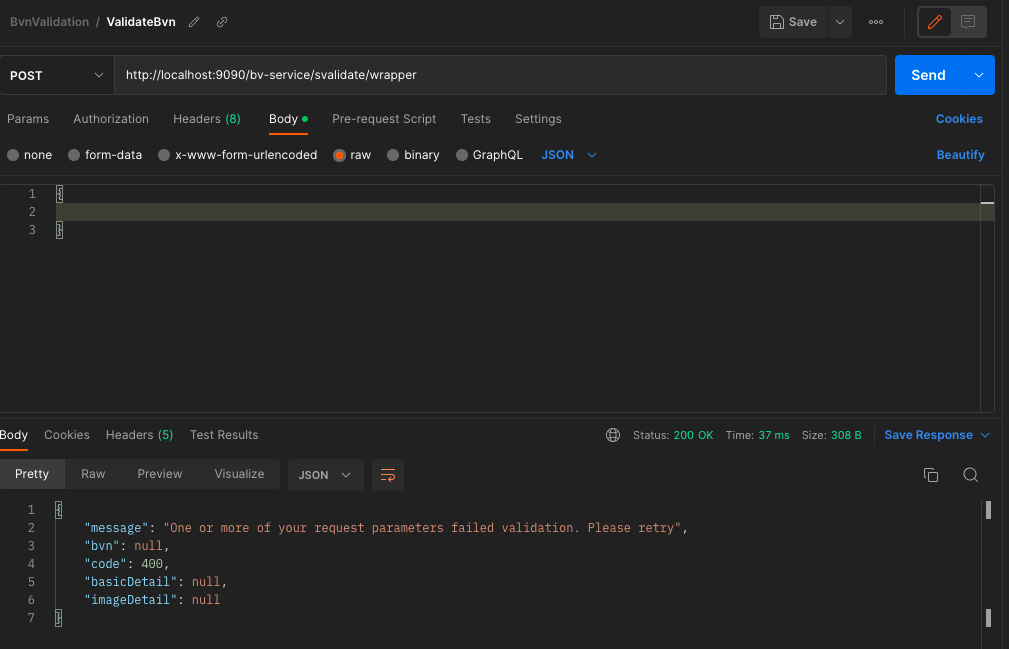 BvnValidation / ValidateBvn
Save
POST
http://localhost:9090/bv-service/svalidate/wrapper
Send
Params Authorization Headers (8) Body Pre-request Script Tests Settings Cookies
none form-data x-www-form-urlencoded raw binary GraphQL JSON Beautify
1 {
2
3 }
Body Cookies Headers (5) Test Results Status: 200 OK Time: 37 ms Size: 308 B Save Response
Pretty Raw Preview Visualize JSON
1 {
2 "message": "One or more of your request parameters failed validation. Please retry",
3 "bvn": null,
4 "code": 400,
5 "basicDetail": null,
6 "imageDetail": null
7 }